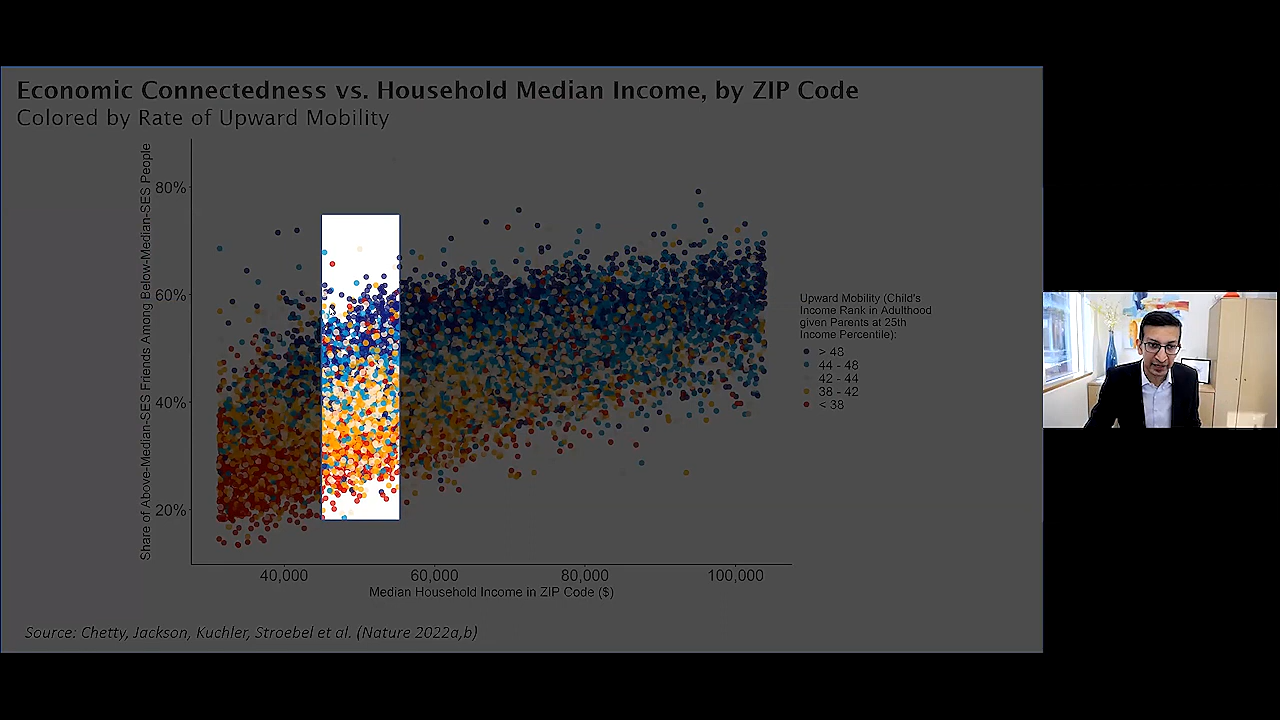 Economic Connectedness vs. Household Median Income, by ZIP Code
Colored by Rate of Upward Mobility
Share of Above-Median-SES Friends Among Below-Median-SES People
80%
60%
40%
20%
40,000
60,000
80,000
100,000
Median Household Income in ZIP Code ($)
Upward Mobility (Child's
Income Rank in Adulthood
given Parents at 25th
Income Percentile):
> 48
44 - 48
42 - 44
38 - 42
< 38
Source: Chetty, Jackson, Kuchler, Stroebel et al. (Nature 2022a,b)